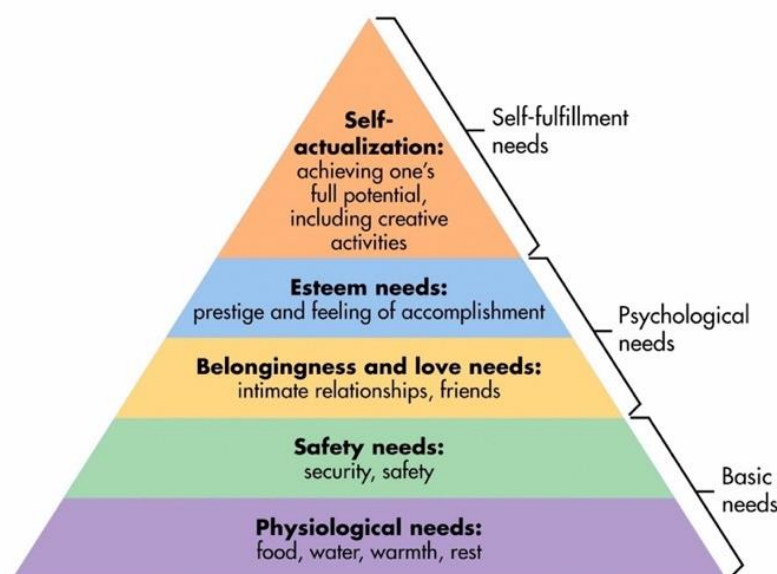 Self-
actualization:
achieving one's
full potential,
including creative
activities
Self-fulfillment
needs
Esteem needs:
prestige and feeling of accomplishment
Belongingness and love needs:
intimate relationships, friends
Psychological
needs
Safety needs:
security, safety
Physiological needs:
food, water, warmth, rest
Basic
needs